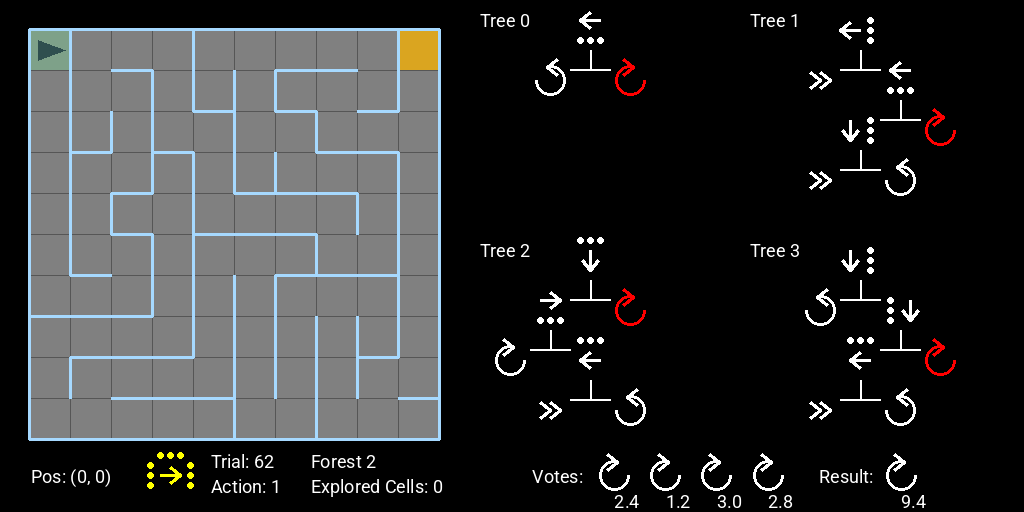 Tree 0
Tree 1
Tree 2
Tree 3
Pos: (0, 0)
Trial: 62
Forest 2
Action: 1
Explored Cells: 0
Votes:
2.4
1.2
3.0
2.8
Result:
9.4